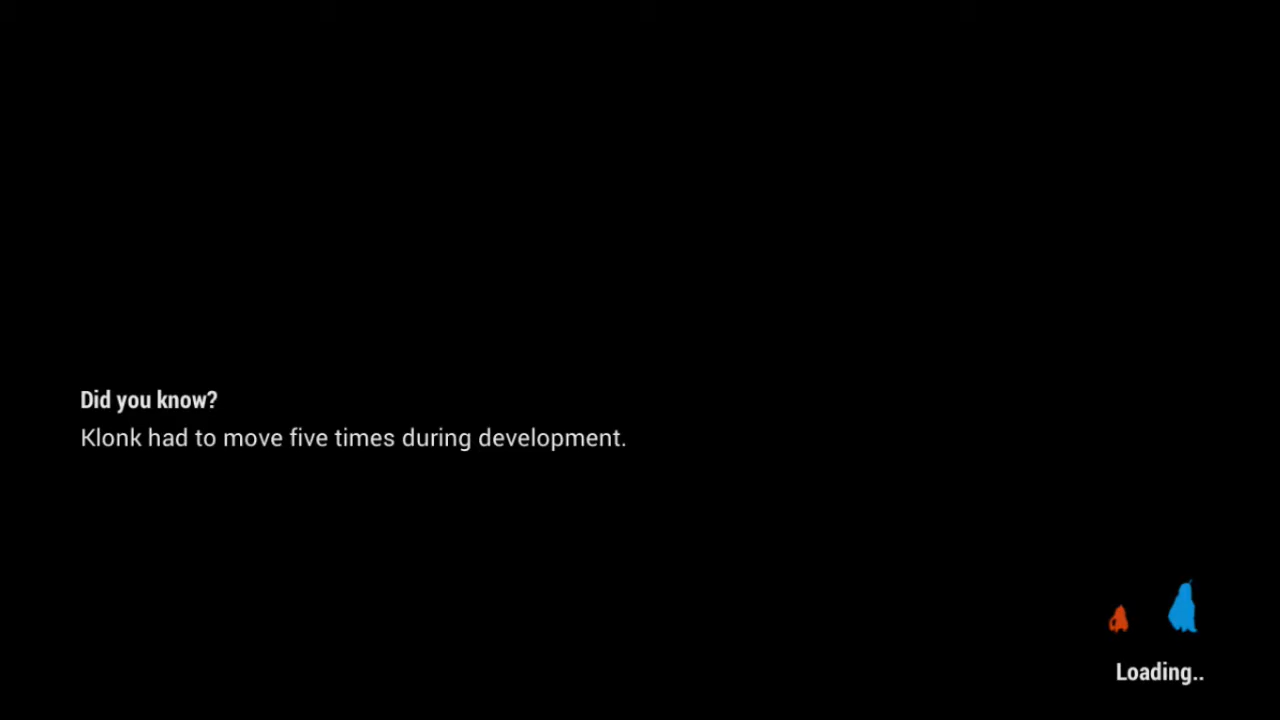 Did you know?
Klonk had to move five times during development.
Loading..